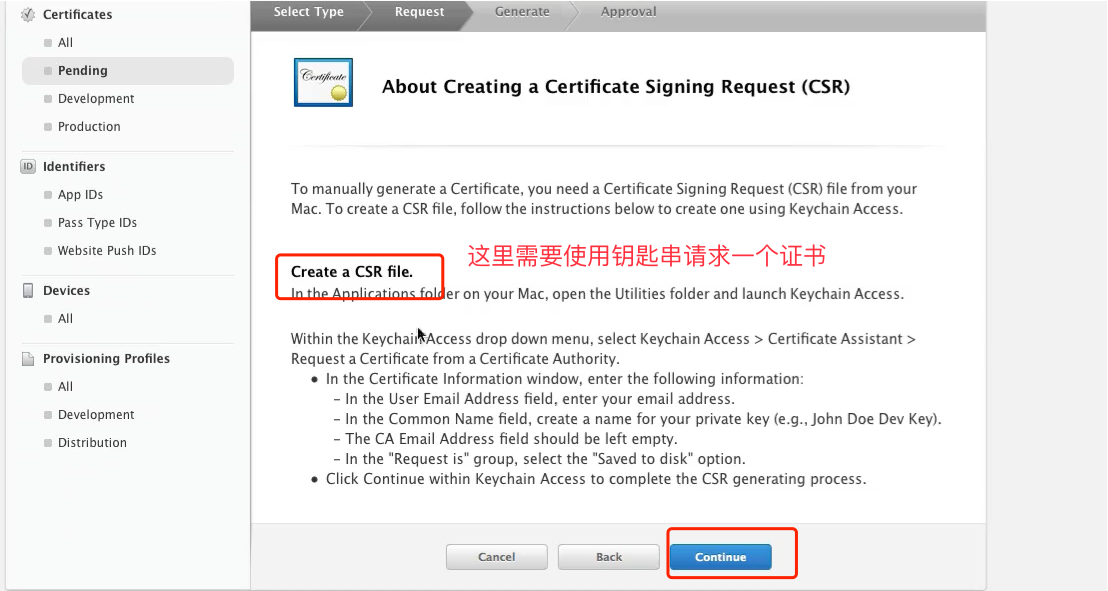 Certificates
All
Pending
Development
Production
ID
Identifiers
App IDs
Pass Type IDs
Website Push IDs
Devices
All
Provisioning Profiles
All
Development
Distribution
Select Type
Request
Generate
Approval
Certificate
About Creating a Certificate Signing Request (CSR)
To manually generate a Certificate, you need a Certificate Signing Request (CSR) file from your
Mac. To create a CSR file, follow the instructions below to create one using Keychain Access.
这里需要使用钥匙串请求一个证书
Create a CSR file.
In the Applications folder on your Mac, open the Utilities folder and launch Keychain Access.
Within the Keychain Access drop down menu, select Keychain Access > Certificate Assistant >
Request a Certificate from a Certificate Authority.
• In the Certificate Information window, enter the following information:
– In the User Email Address field, enter your email address.
– In the Common Name field, create a name for your private key (e.g., John Doe Dev Key).
– The CA Email Address field should be left empty.
– In the "Request is" group, select the "Saved to disk" option.
• Click Continue within Keychain Access to complete the CSR generating process.
Cancel
Back
Continue